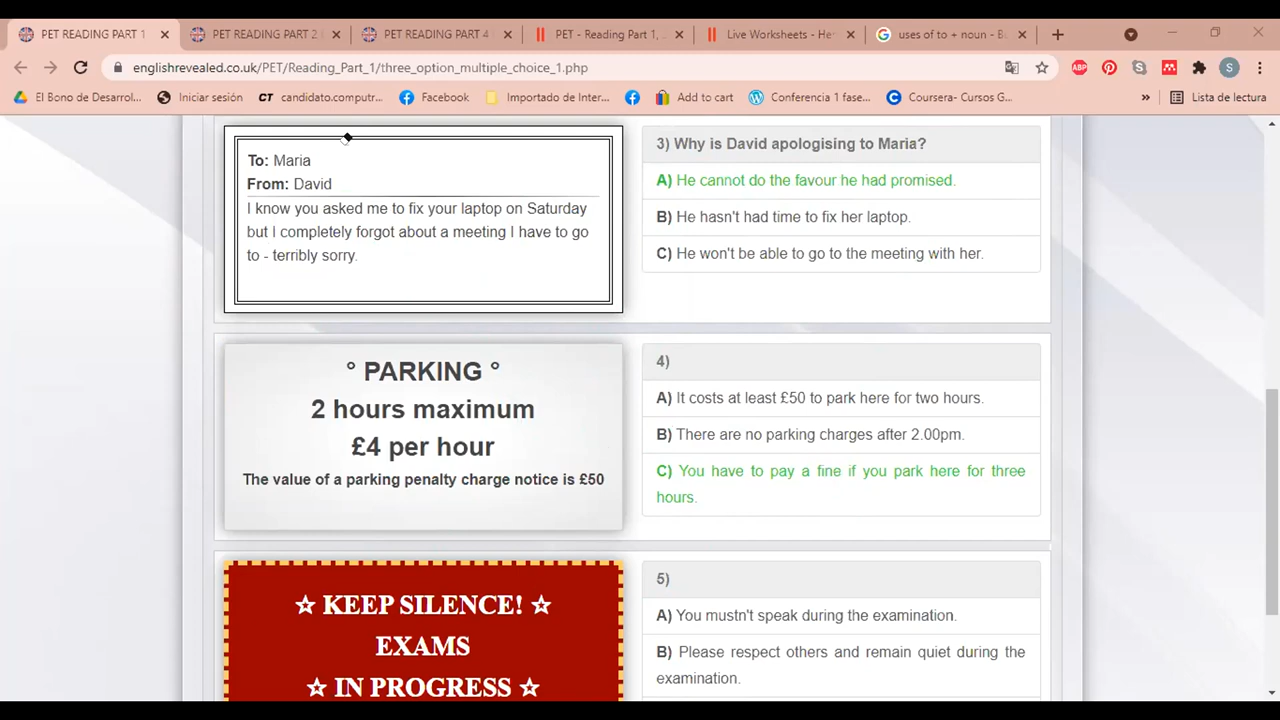 PET READING PART 1
PET READING PART 2
PET READING PART 4
PET - Reading Part 1,
Live Worksheets - He
uses of to + noun - B
englishrevealed.co.uk/PET/Reading_Part_1/three_option_multiple_choice_1.php
ABP
S
El Bono de Desarrol...
Iniciar sesión
CT candidato.computr...
Facebook
Importado de Inter...
Add to cart
Conferencia 1 fase...
Coursera- Cursos G...
»
Lista de lectura
To: Maria
From: David
I know you asked me to fix your laptop on Saturday
but I completely forgot about a meeting I have to go
to - terribly sorry.
3) Why is David apologising to Maria?
A) He cannot do the favour he had promised.
B) He hasn't had time to fix her laptop.
C) He won't be able to go to the meeting with her.
° PARKING °
2 hours maximum
£4 per hour
The value of a parking penalty charge notice is £50
4)
A) It costs at least £50 to park here for two hours.
B) There are no parking charges after 2.00pm.
C) You have to pay a fine if you park here for three
hours.
☆ KEEP SILENCE! ☆
EXAMS
☆ IN PROGRESS ☆
5)
A) You mustn't speak during the examination.
B) Please respect others and remain quiet during the
examination.